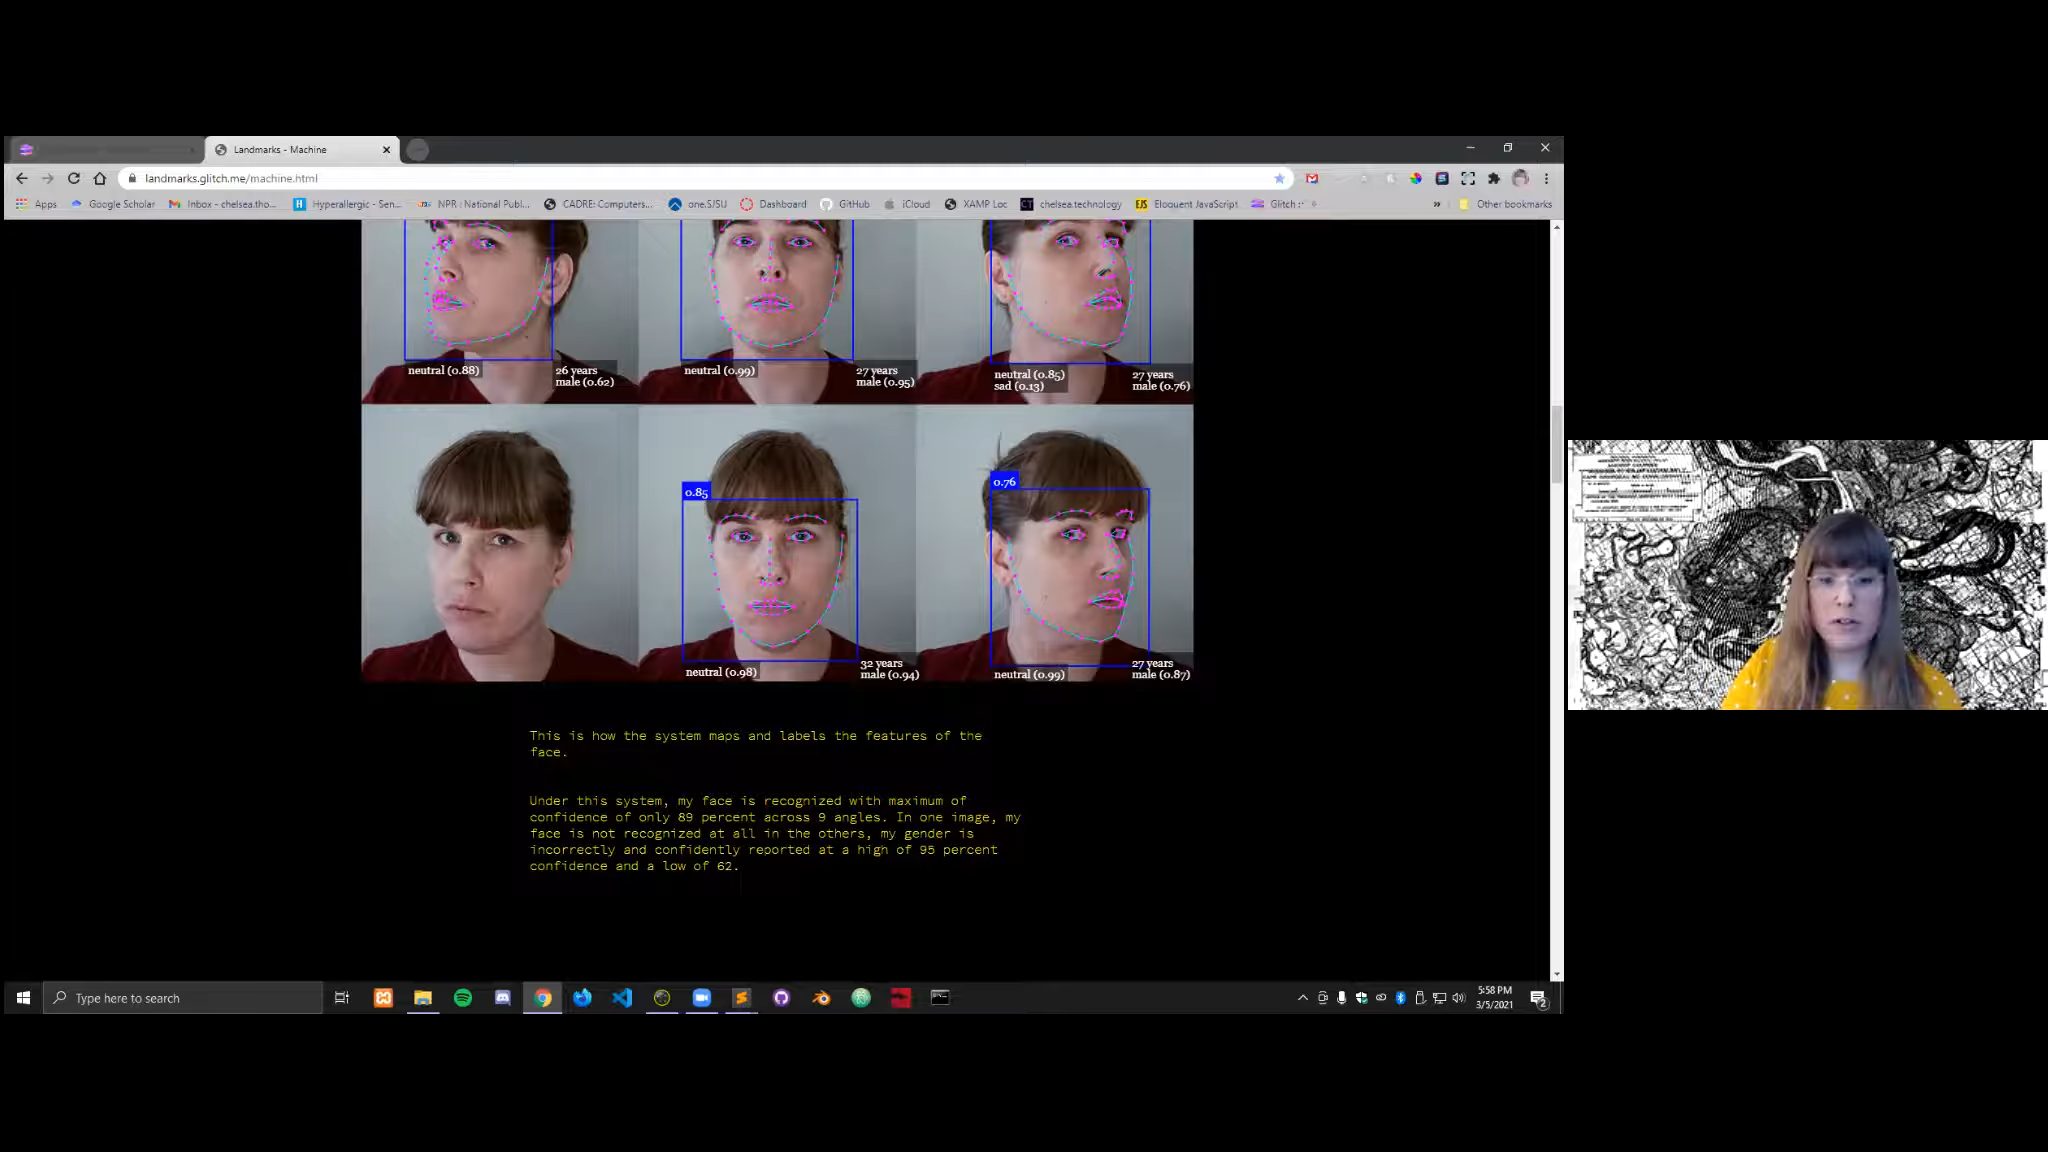 Landmarks - Machine
landmarks.glitch.me/machine.html
Apps Google Scholar Inbox - chelsea.tho... Hyperallergic - Sen... NPR : National Publ... CADRE: Computers... one.SJSU Dashboard GitHub iCloud XAMP Loc chelsea.technology Eloquent JavaScript Glitch :・ » Other bookmarks
neutral (0.88)
26 years
male (0.62)
neutral (0.99)
27 years
male (0.95)
neutral (0.85)
sad (0.13)
27 years
male (0.76)
0.85
neutral (0.98)
32 years
male (0.94)
0.76
neutral (0.99)
27 years
male (0.87)
This is how the system maps and labels the features of the
face.
Under this system, my face is recognized with maximum of
confidence of only 89 percent across 9 angles. In one image, my
face is not recognized at all in the others, my gender is
incorrectly and confidently reported at a high of 95 percent
confidence and a low of 62.
Type here to search
5:58 PM
3/5/2021
2